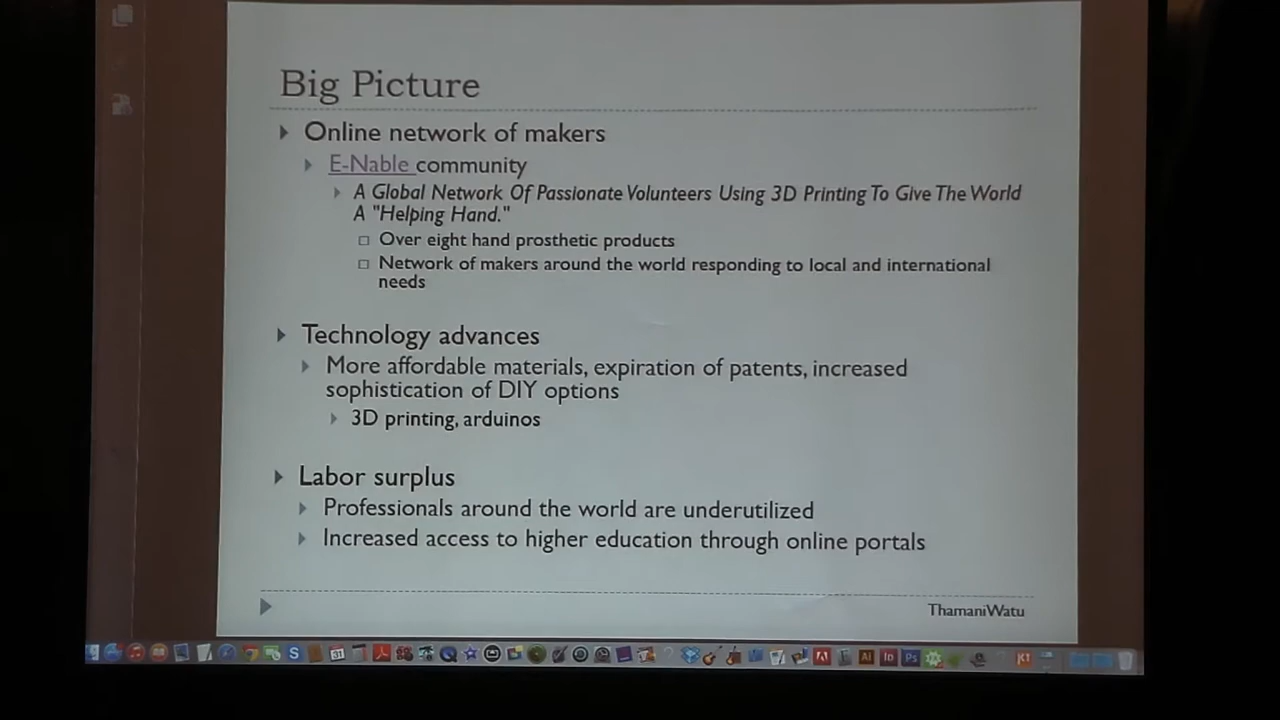 Big Picture
Online network of makers
E-Nable community
A Global Network Of Passionate Volunteers Using 3D Printing To Give The World
A "Helping Hand."
Over eight hand prosthetic products
Network of makers around the world responding to local and international
needs
Technology advances
More affordable materials, expiration of patents, increased
sophistication of DIY options
3D printing, arduinos
Labor surplus
Professionals around the world are underutilized
Increased access to higher education through online portals
ThamaniWatu